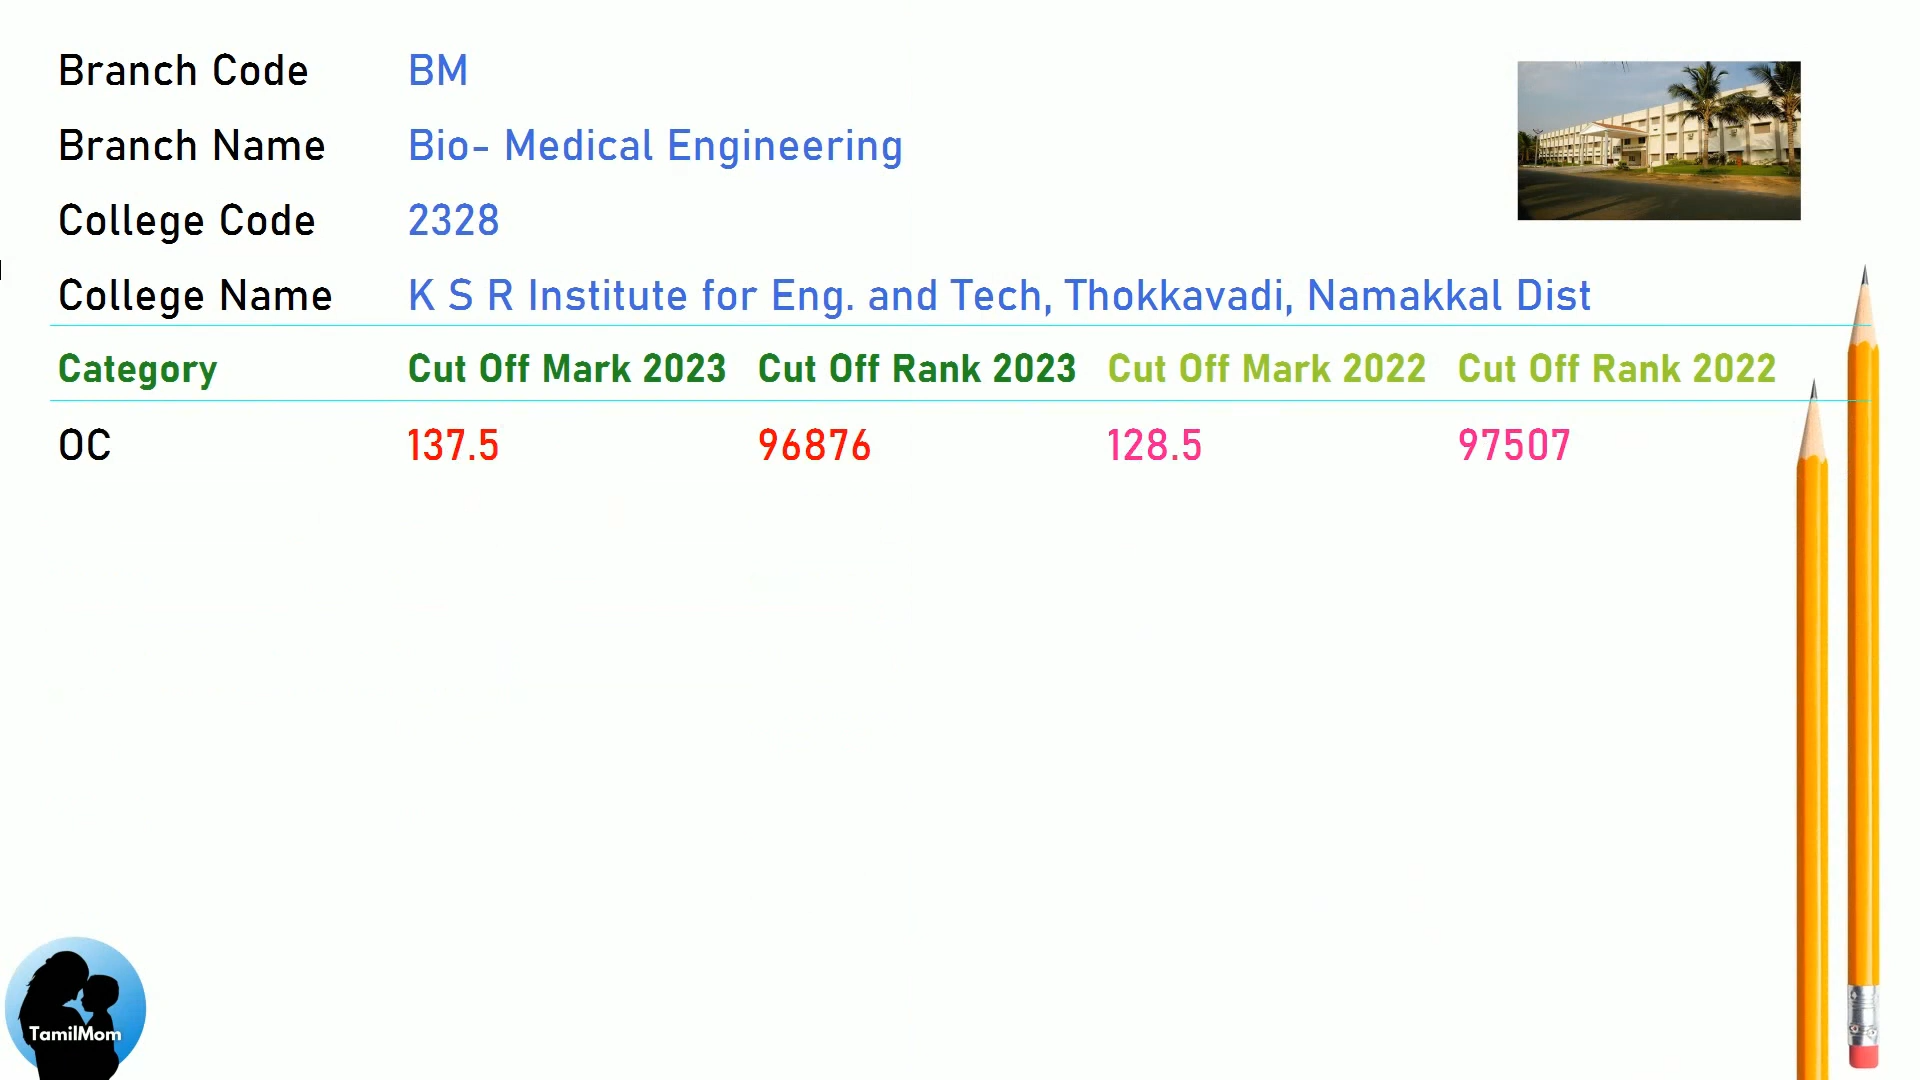 Branch Code BM
Branch Name Bio- Medical Engineering
College Code 2328
College Name K S R Institute for Eng. and Tech, Thokkavadi, Namakkal Dist
Category Cut Off Mark 2023 Cut Off Rank 2023 Cut Off Mark 2022 Cut Off Rank 2022
OC 137.5 96876 128.5 97507
TamilMom